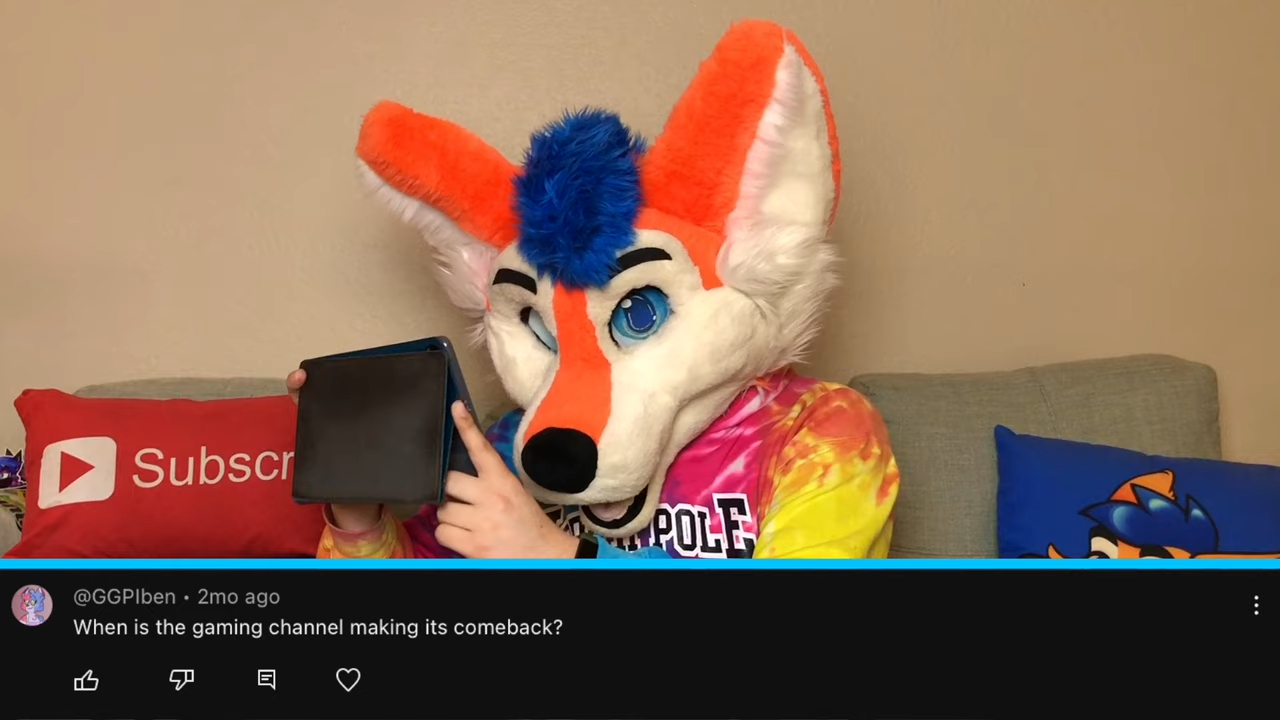 Subscr
POLE
@GGPIben • 2mo ago
When is the gaming channel making its comeback?